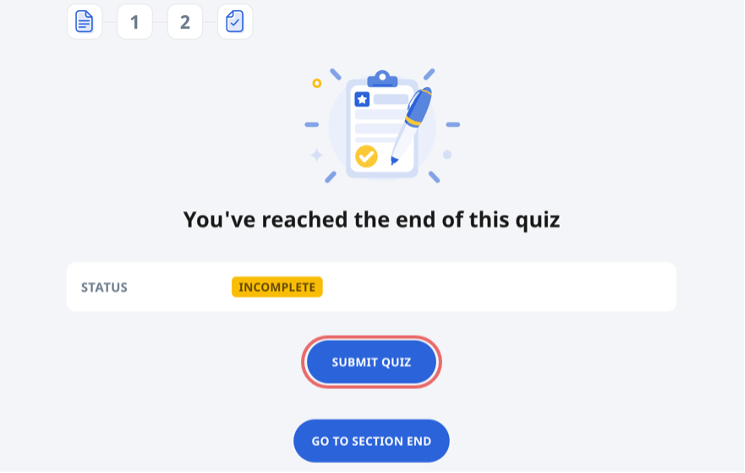 1
2
You've reached the end of this quiz
STATUS
INCOMPLETE
SUBMIT QUIZ
GO TO SECTION END